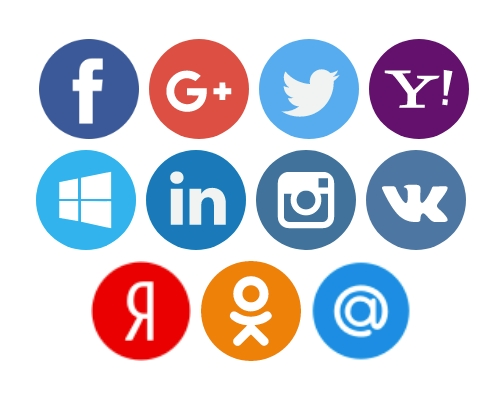 f G+ Y!
in VK
Я @